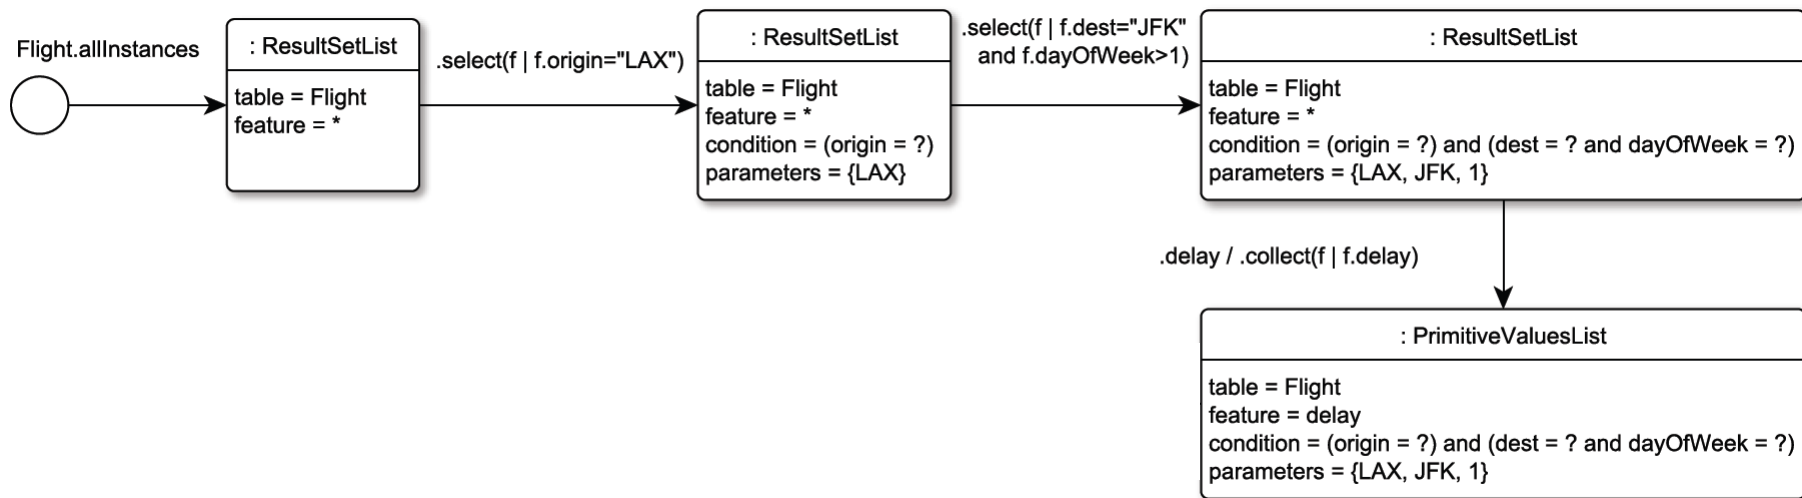 Flight.allInstances
: ResultSetList
table = Flight
feature = *
.select(f | f.origin="LAX")
: ResultSetList
table = Flight
feature = *
condition = (origin = ?)
parameters = {LAX}
.select(f | f.dest="JFK"
and f.dayOfWeek>1)
: ResultSetList
table = Flight
feature = *
condition = (origin = ?) and (dest = ? and dayOfWeek = ?)
parameters = {LAX, JFK, 1}
.delay / .collect(f | f.delay)
: PrimitiveValuesList
table = Flight
feature = delay
condition = (origin = ?) and (dest = ? and dayOfWeek = ?)
parameters = {LAX, JFK, 1}